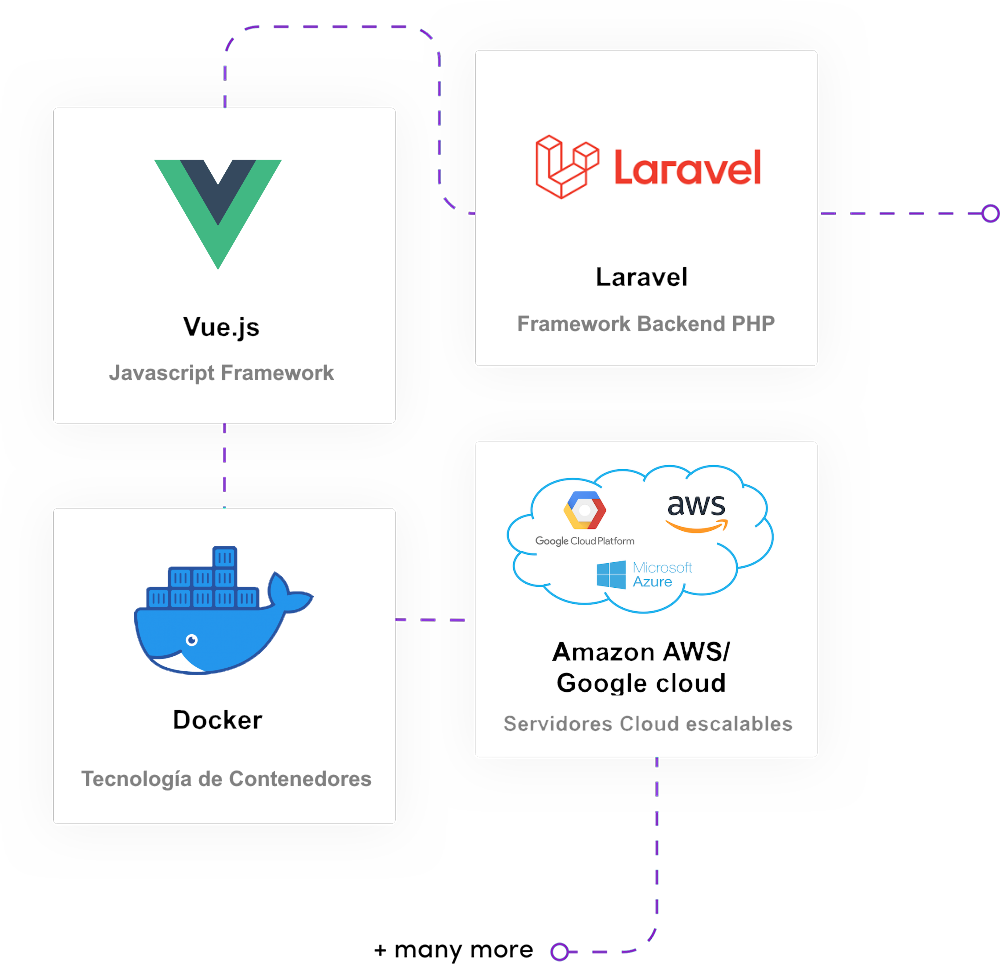 Vue.js
Javascript Framework
Laravel
Laravel
Framework Backend PHP
Docker
Tecnología de Contenedores
Google Cloud Platform
aws
Microsoft
Azure
Amazon AWS/
Google cloud
Servidores Cloud escalables
+ many more